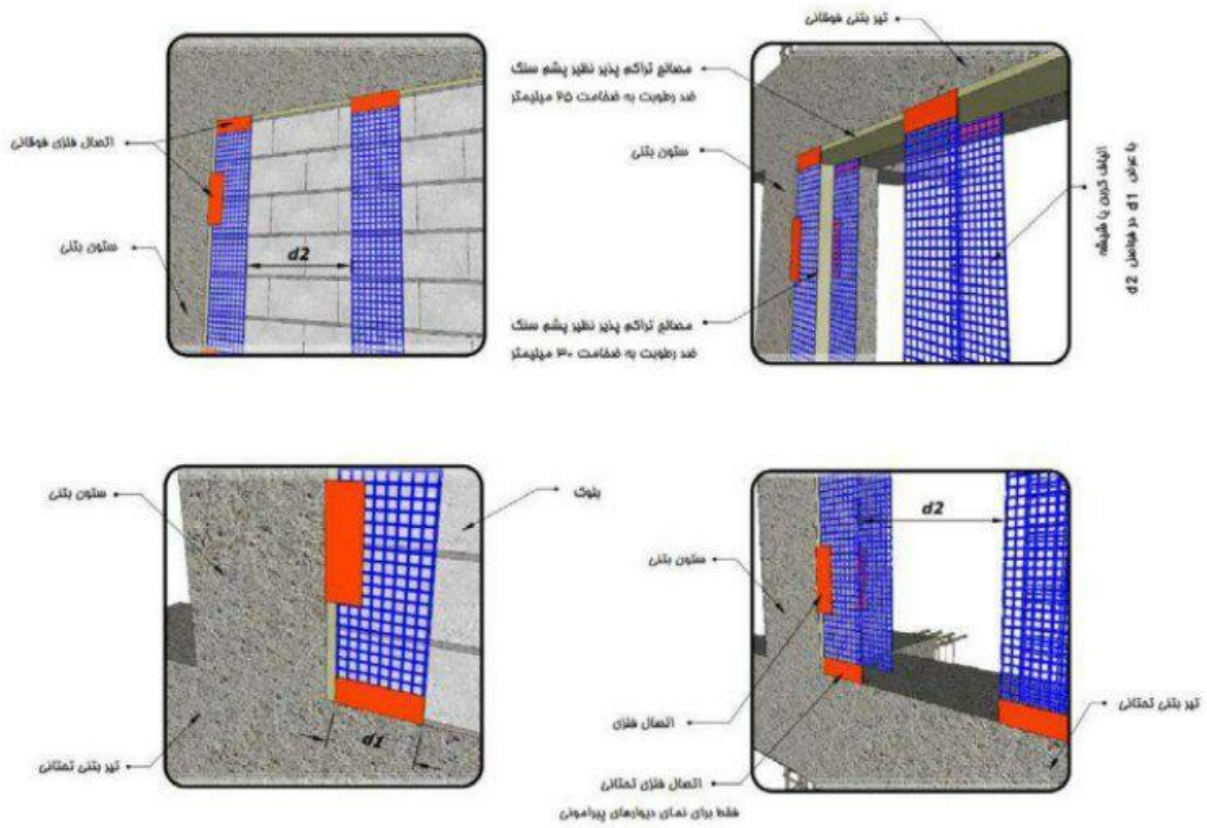 اتصال فلزی فوقانی
ستون بتنی
d2
تیر بتنی فوقانی
مصالح تراکم پذیر نظیر پشم سنگ
ضد رطوبت به ضخامت ۲۵ میلیمتر
ستون بتنی
مصالح تراکم پذیر نظیر پشم سنگ
ضد رطوبت به ضخامت ۳۰ میلیمتر
الیاف کربن یا شیشه
با عرض d1 در فواصل d2
ستون بتنی
بلوک
d1
تیر بتنی تحتانی
d2
ستون بتنی
اتصال فلزی
تیر بتنی تحتانی
اتصال فلزی تحتانی
فقط برای نمای دیوارهای پیرامونی